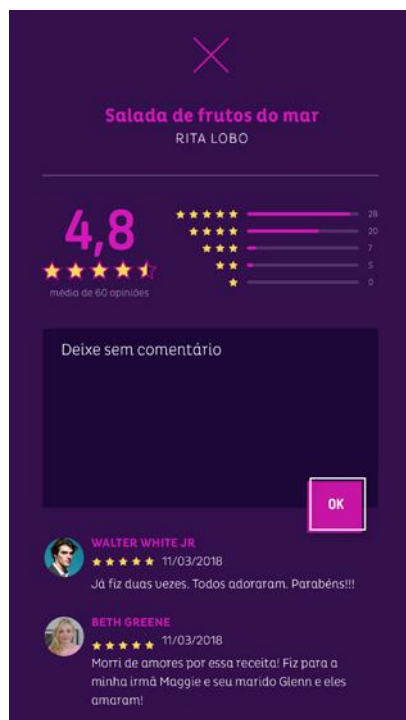 Salada de frutos do mar
RITA LOBO
4,8
média de 60 opiniões
28
20
7
5
0
Deixe sem comentário
OK
WALTER WHITE JR
11/03/2018
Já fiz duas vezes. Todos adoraram. Parabéns!!!
BETH GREENE
11/03/2018
Morri de amores por essa receita! Fiz para a
minha irmã Maggie e seu marido Glenn e eles
amaram!